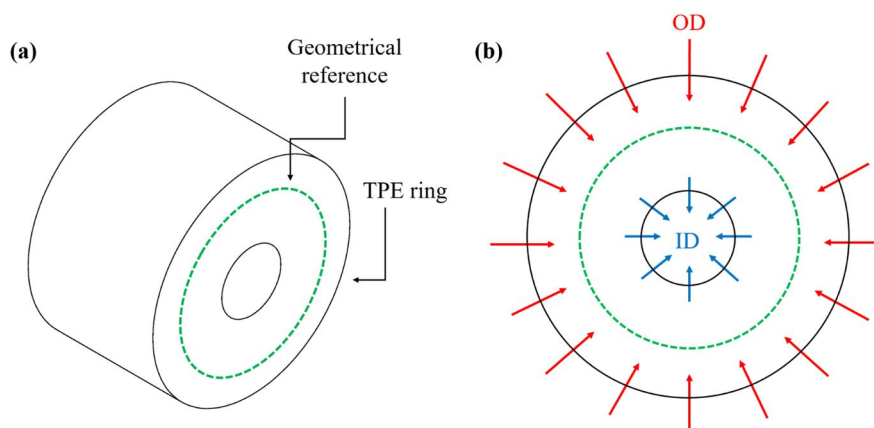 (a)
Geometrical
reference
TPE ring
(b)
OD
ID